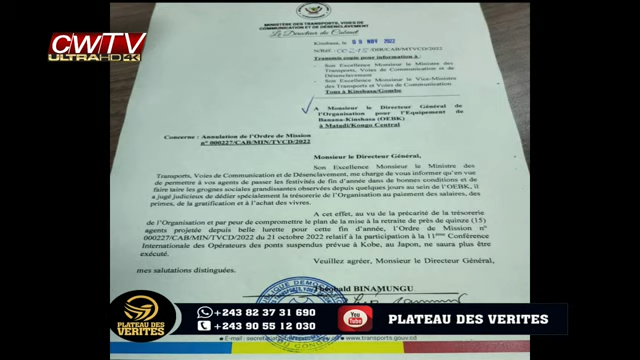 CWTV
ULTRA HD 4K
MINISTÈRE DES TRANSPORTS, VOIES DE
COMMUNICATION ET DE DÉSENCLAVEMENT
Le Directeur de Cabinet
Kinshasa, le 09 NOV 2022
/DIR/CAB/MTVCD/2022
Transmis copie pour information à :
- Son Excellence Monsieur le Ministre des
Transports, Voies de Communication et de
Désenclavement
- Son Excellence Monsieur le Vice-Ministre
des Transports et Voies de Communication
Tous à Kinshasa/Gombe
A Monsieur le Directeur Général de
l'Organisation pour l'Equipement de
Banana-Kinshasa (OEBK)
à Matadi/Kongo Central
Concerne : Annulation de l'Ordre de Mission
n° 000227/CAB/MIN/TVCD/2022
Monsieur le Directeur Général,
Son Excellence Monsieur le Ministre des
Transports, Voies de Communication et de Désenclavement, me charge de vous informer qu'en vue
de permettre à vos agents de passer les festivités de fin d'année dans de bonnes conditions et de
faire taire les grognes sociales grandissantes observées depuis quelques jours au sein de l'OEBK, il
a jugé judicieux de dédier spécialement la trésorerie de l'Organisation au paiement des salaires, des
primes, de la gratification et à l'achat des vivres.
A cet effet, au vu de la précarité de la trésorerie
de l'Organisation et par peur de compromettre le plan de la mise à la retraite de près de quinze (15)
agents projetée depuis belle lurette pour cette fin d'année, l'Ordre de Mission n°
000227/CAB/MIN/TVCD/2022 du 21 octobre 2022 relatif à la participation à la 11ème Conférence
Internationale des Opérateurs des ponts suspendus prévue à Kobe, au Japon, ne saura plus être
exécuté.
Veuillez agréer, Monsieur le Directeur Général,
mes salutations distinguées.
Théonald BINAMUNGU
www.transports.gouv.cd
PLATEAU DES
VERITES
+243 82 37 31 690
+243 90 55 12 030
You
Tube
PLATEAU DES VERITES